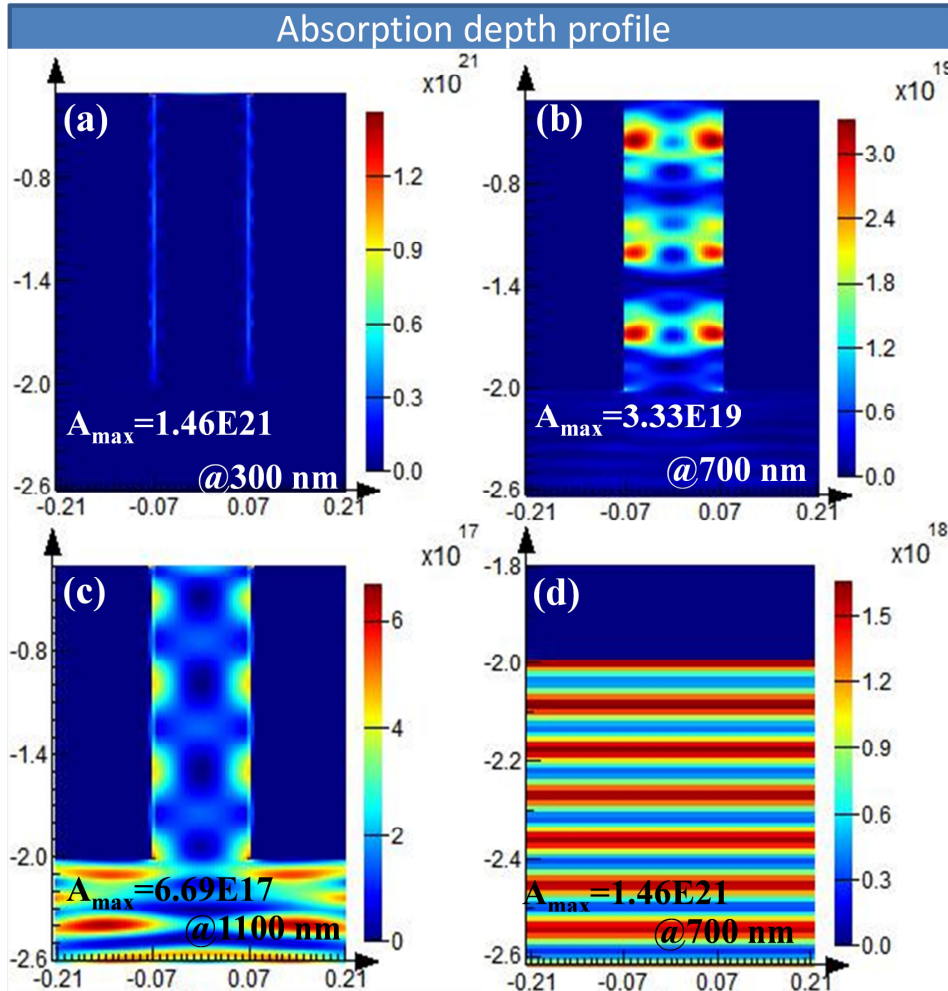 Absorption depth profile
x10 21
(a)
1.2
0.9
0.6
0.3
0.0
-0.8
-1.4
-2.0
-2.6
Amax=1.46E21
@300 nm
-0.21 -0.07 0.07 0.21
x10 19
(b)
3.0
2.4
1.8
1.2
0.6
0.0
-0.8
-1.4
-2.0
-2.6
Amax=3.33E19
@700 nm
-0.21 -0.07 0.07 0.21
x10 17
(c)
6
4
2
0
-0.8
-1.4
-2.0
-2.6
Amax=6.69E17
@1100 nm
-0.21 -0.07 0.07 0.21
x10 18
(d)
1.5
1.2
0.9
0.6
0.3
0.0
-1.8
-2.0
-2.2
-2.4
-2.6
Amax=1.46E21
@700 nm
-0.21 -0.07 0.07 0.21